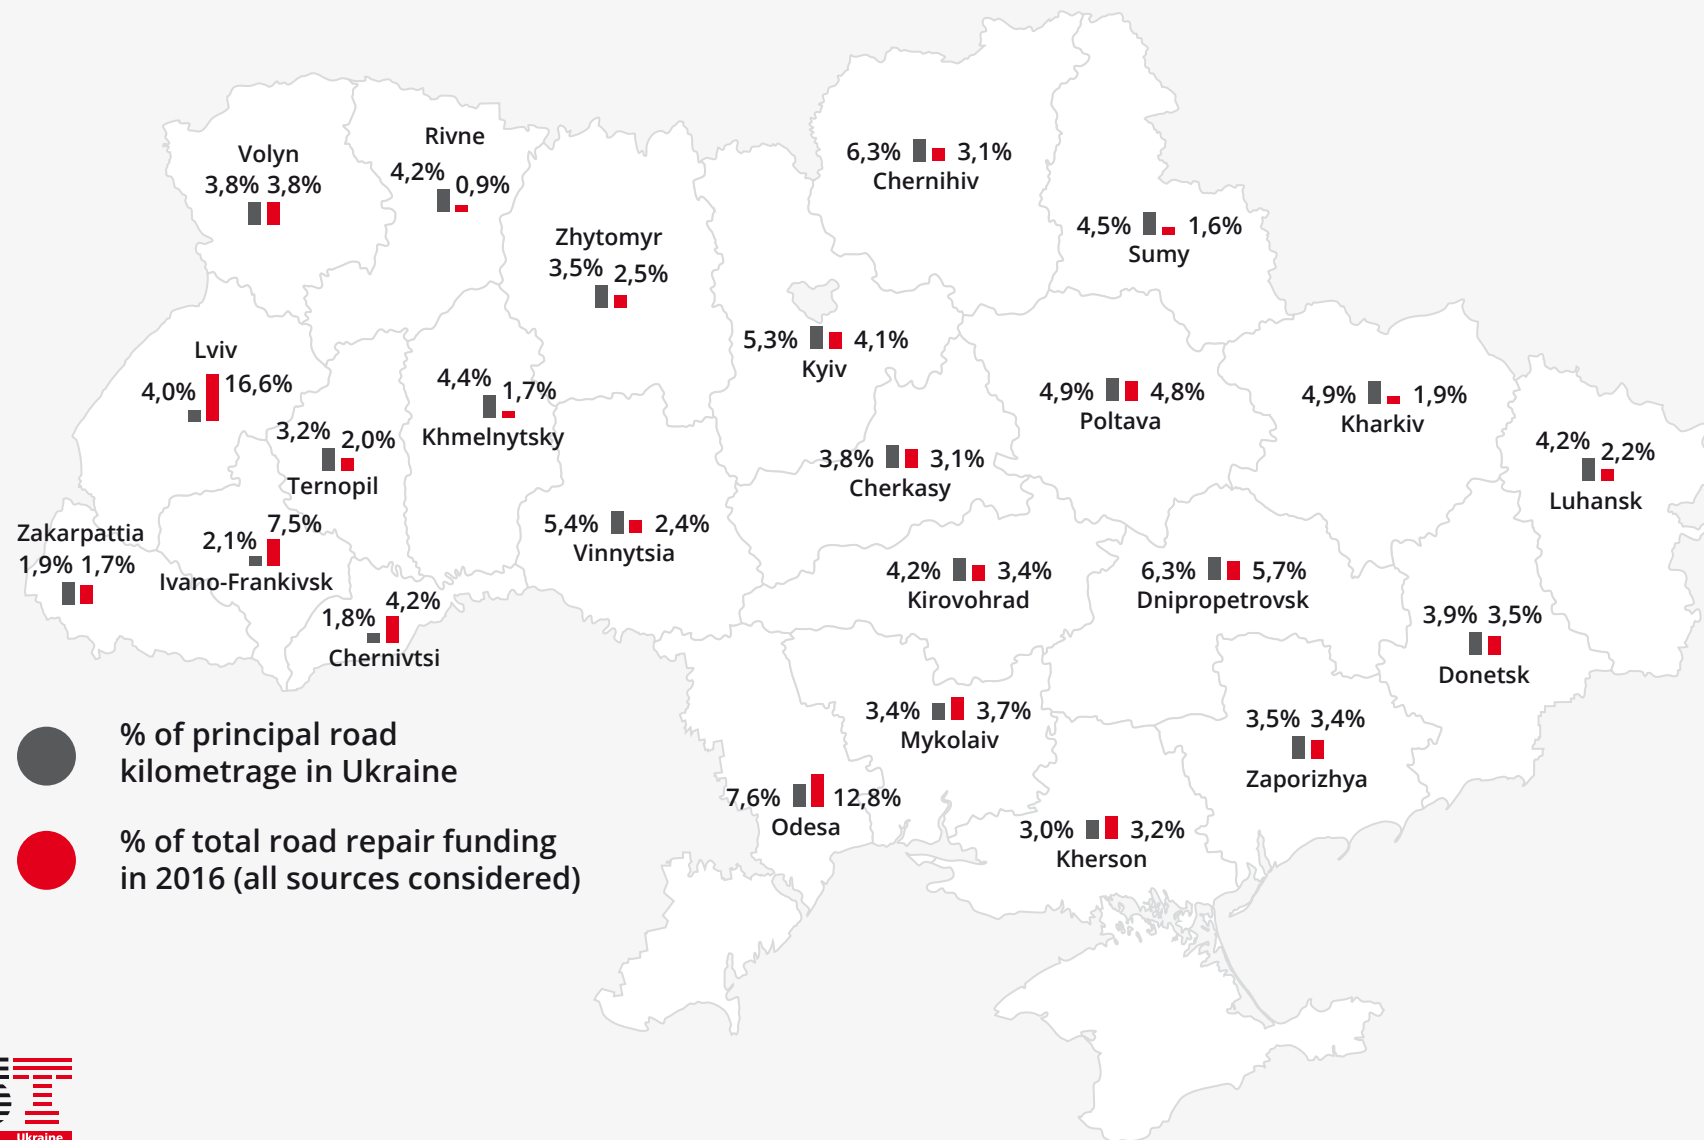 Volyn
3,8% 3,8%
Rivne
4,2% 0,9%
Zhytomyr
3,5% 2,5%
6,3% 3,1%
Chernihiv
4,5% 1,6%
Sumy
5,3% 4,1%
Kyiv
Lviv
4,0% 16,6%
4,4% 1,7%
Khmelnytsky
3,2% 2,0%
Ternopil
4,9% 4,8%
Poltava
4,9% 1,9%
Kharkiv
3,8% 3,1%
Cherkasy
4,2% 2,2%
Luhansk
Zakarpattia
1,9% 1,7%
2,1% 7,5%
Ivano-Frankivsk
5,4% 2,4%
Vinnytsia
4,2% 3,4%
Kirovohrad
6,3% 5,7%
Dnipropetrovsk
1,8% 4,2%
Chernivtsi
3,9% 3,5%
Donetsk
3,4% 3,7%
Mykolaiv
3,5% 3,4%
Zaporizhya
7,6% 12,8%
Odesa
3,0% 3,2%
Kherson
% of principal road
kilometrage in Ukraine
% of total road repair funding
in 2016 (all sources considered)
T
Ukraine